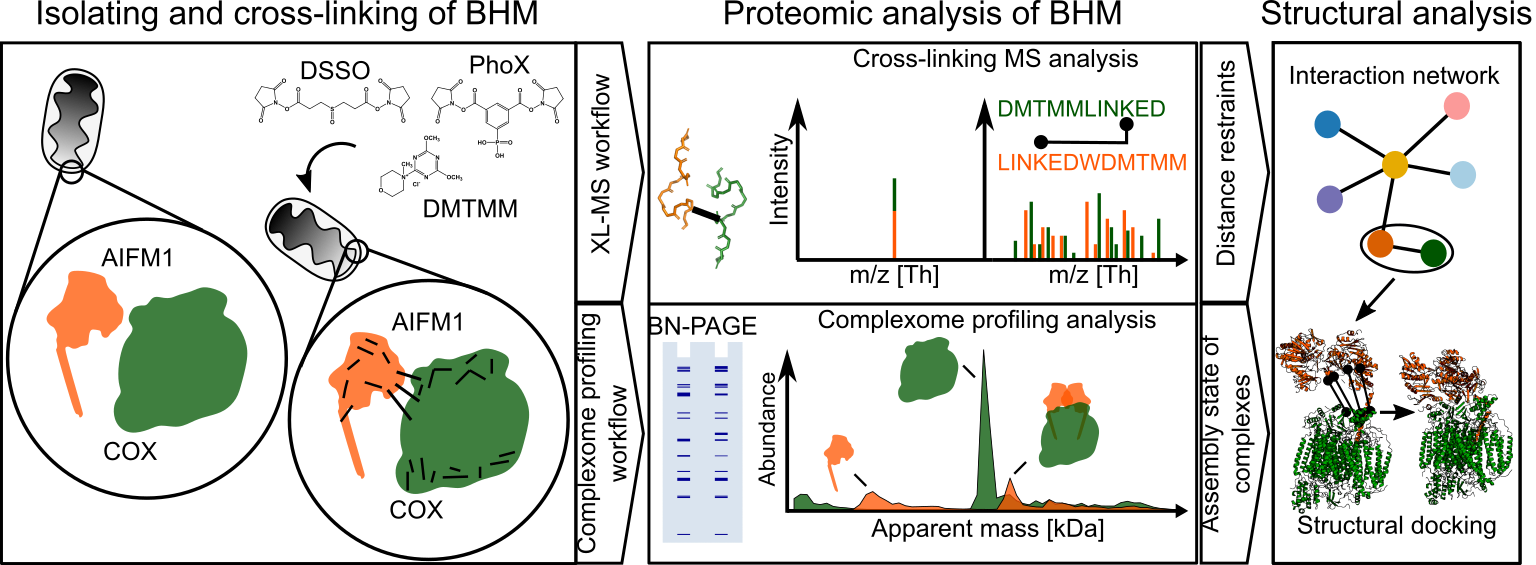 Isolating and cross-linking of BHM
Proteomic analysis of BHM
Structural analysis
DSSO
PhoX
DMTMM
AIFM1
COX
AIFM1
COX
XL-MS workflow
Complexome profiling
workflow
Cross-linking MS analysis
Intensity
m/z [Th]
DMTMMLINKED
LINKEDWDMTMM
m/z [Th]
BN-PAGE
Complexome profiling analysis
Abundance
Apparent mass [kDa]
Distance restraints
Assembly state of
complexes
Interaction network
Structural docking